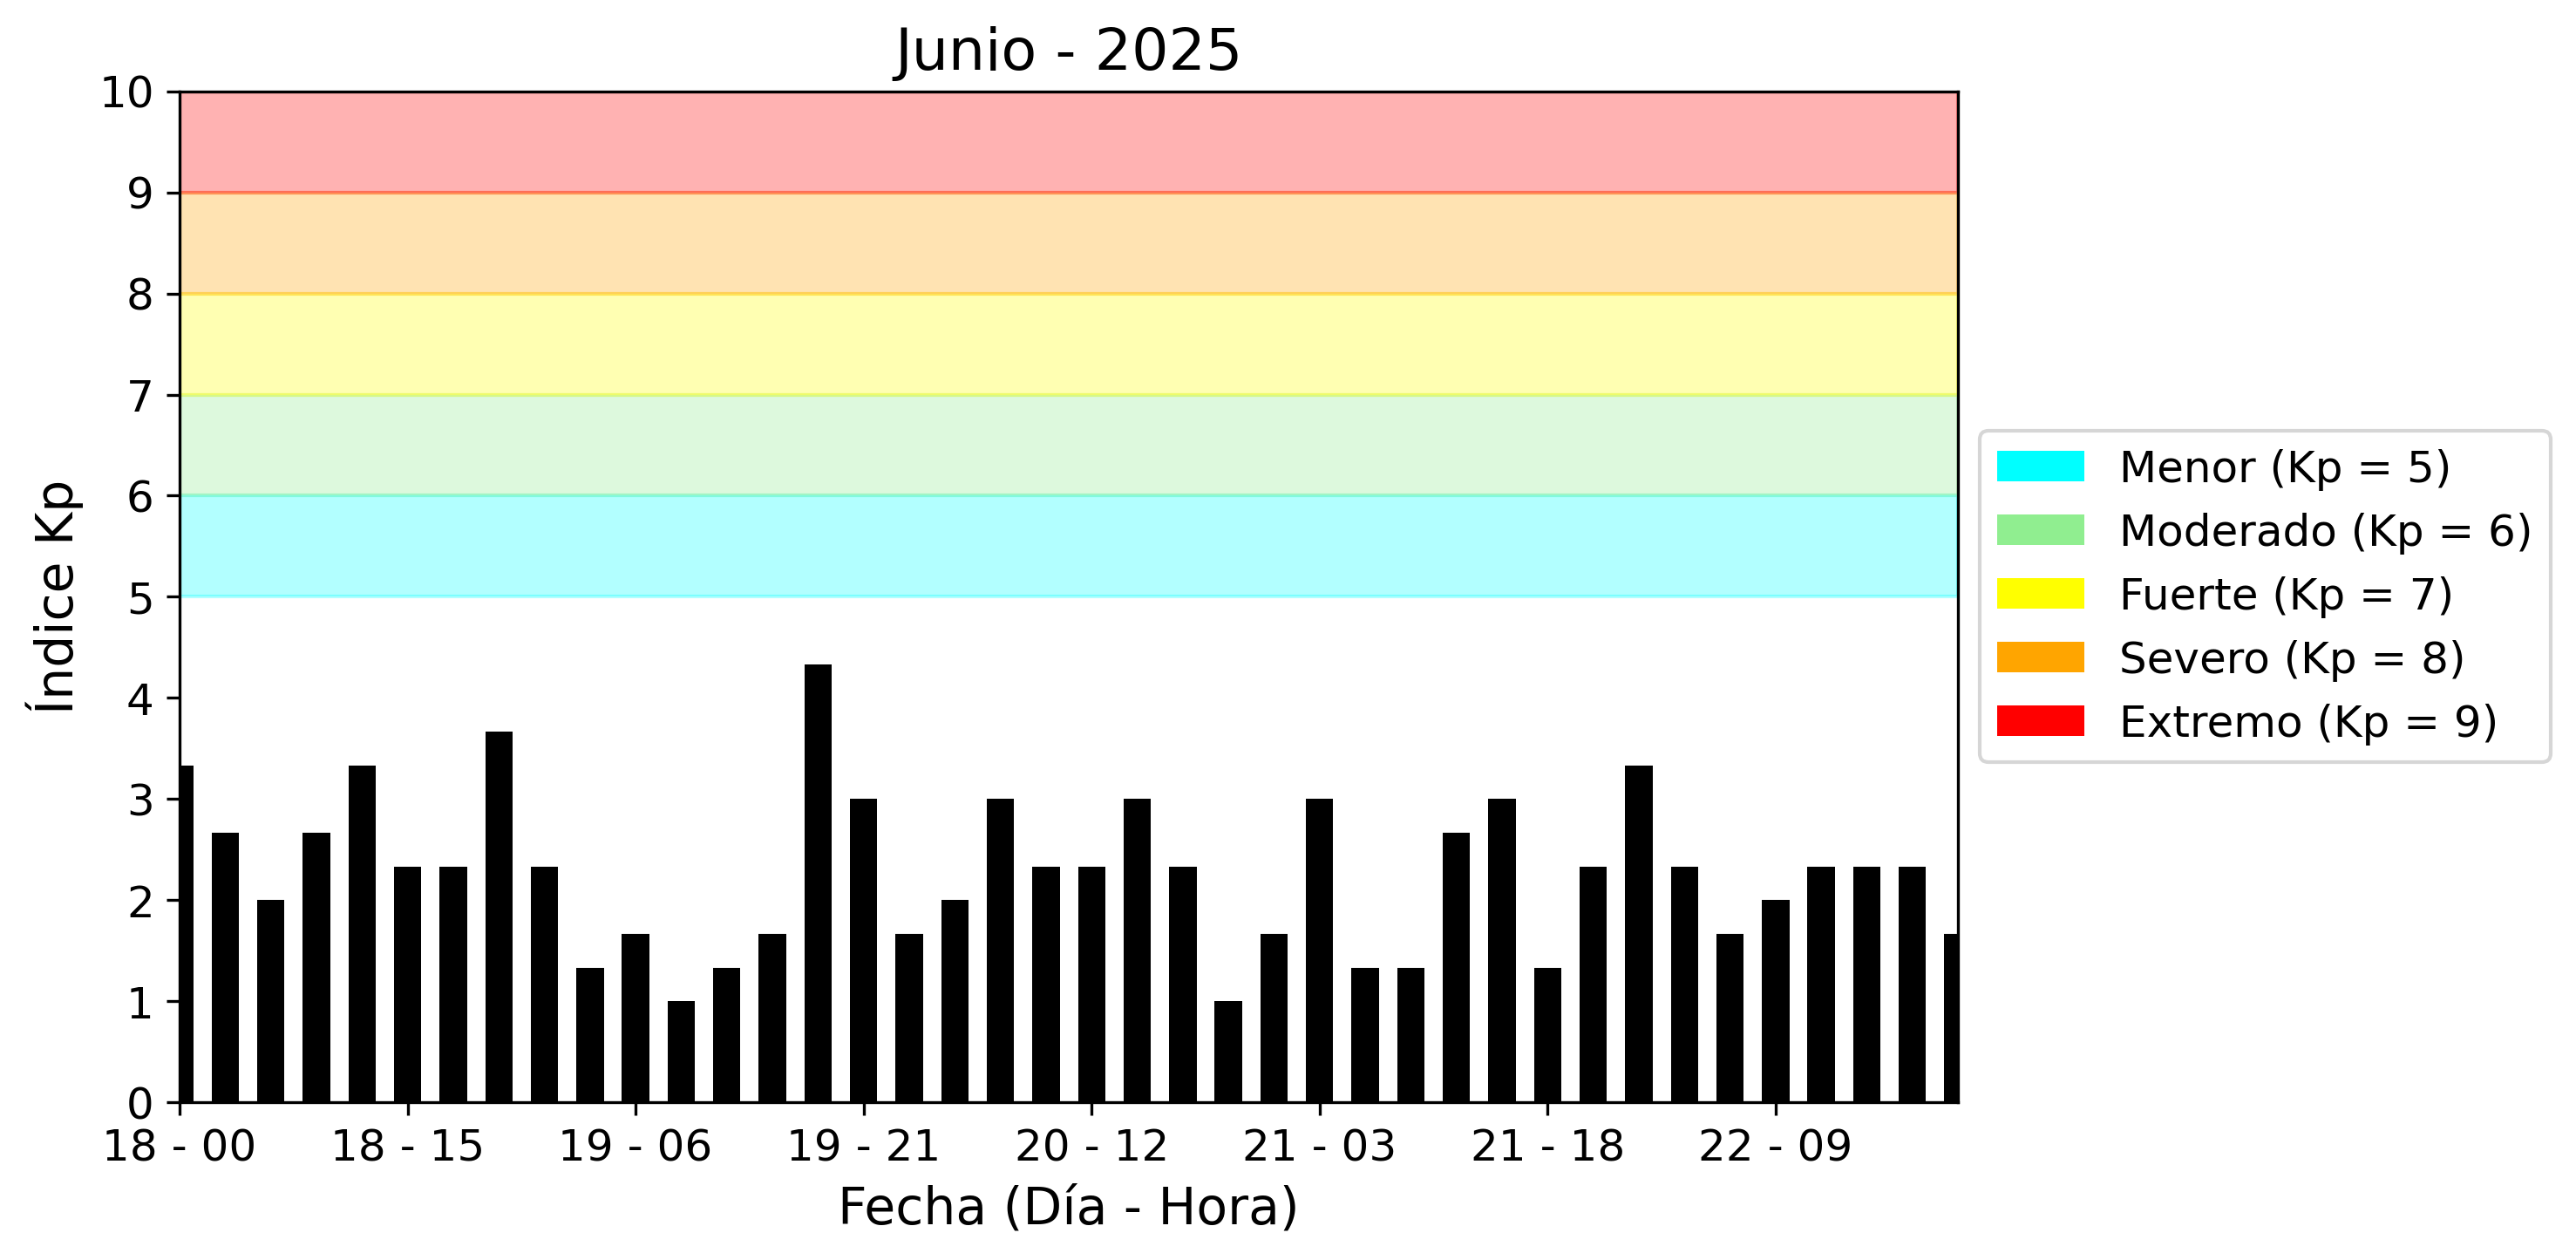 Junio - 2025
10
9
8
7
6
5
4
3
2
1
0
Índice Kp
18 - 00 18 - 15 19 - 06 19 - 21 20 - 12 21 - 03 21 - 18 22 - 09
Fecha (Día - Hora)
Menor (Kp = 5)
Moderado (Kp = 6)
Fuerte (Kp = 7)
Severo (Kp = 8)
Extremo (Kp = 9)